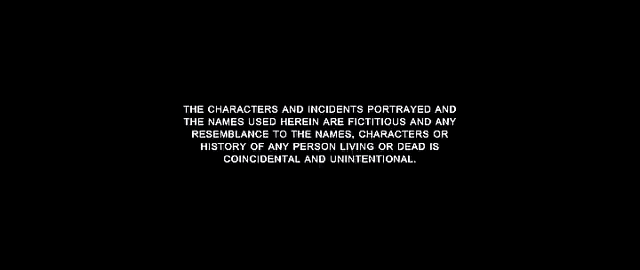 THE CHARACTERS AND INCIDENTS PORTRAYED AND
THE NAMES USED HEREIN ARE FICTITIOUS AND ANY
RESEMBLANCE TO THE NAMES, CHARACTERS OR
HISTORY OF ANY PERSON LIVING OR DEAD IS
COINCIDENTAL AND UNINTENTIONAL.